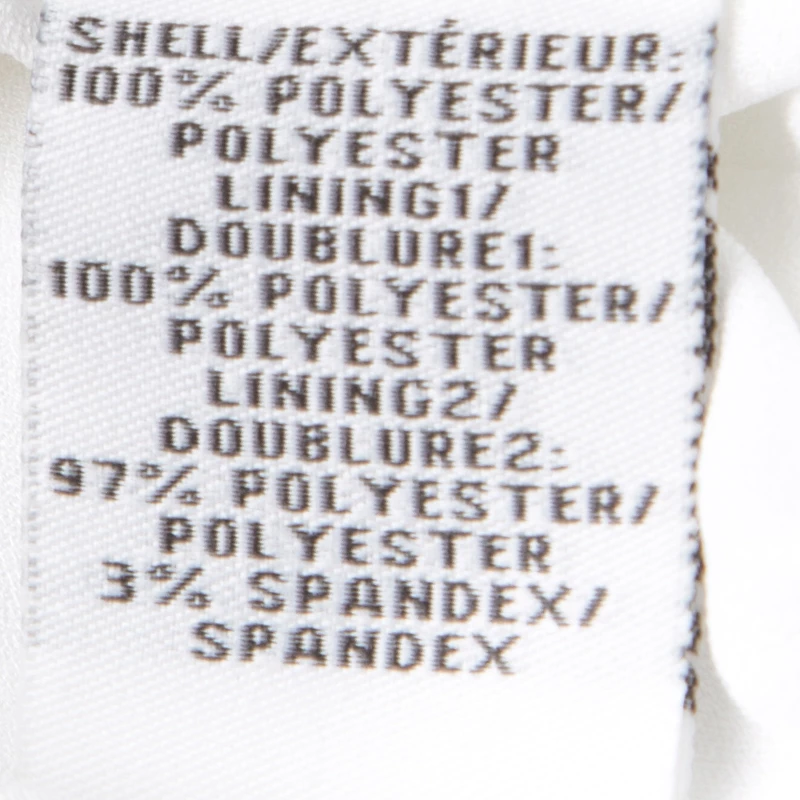 SHELL/EXTÉRIEUR:
100% POLYESTER/
POLYESTER
LINING1/
DOUBLURE1:
100% POLYESTER/
POLYESTER
LINING2/
DOUBLURE2:
97% POLYESTER/
POLYESTER
3% SPANDEX/
SPANDEX